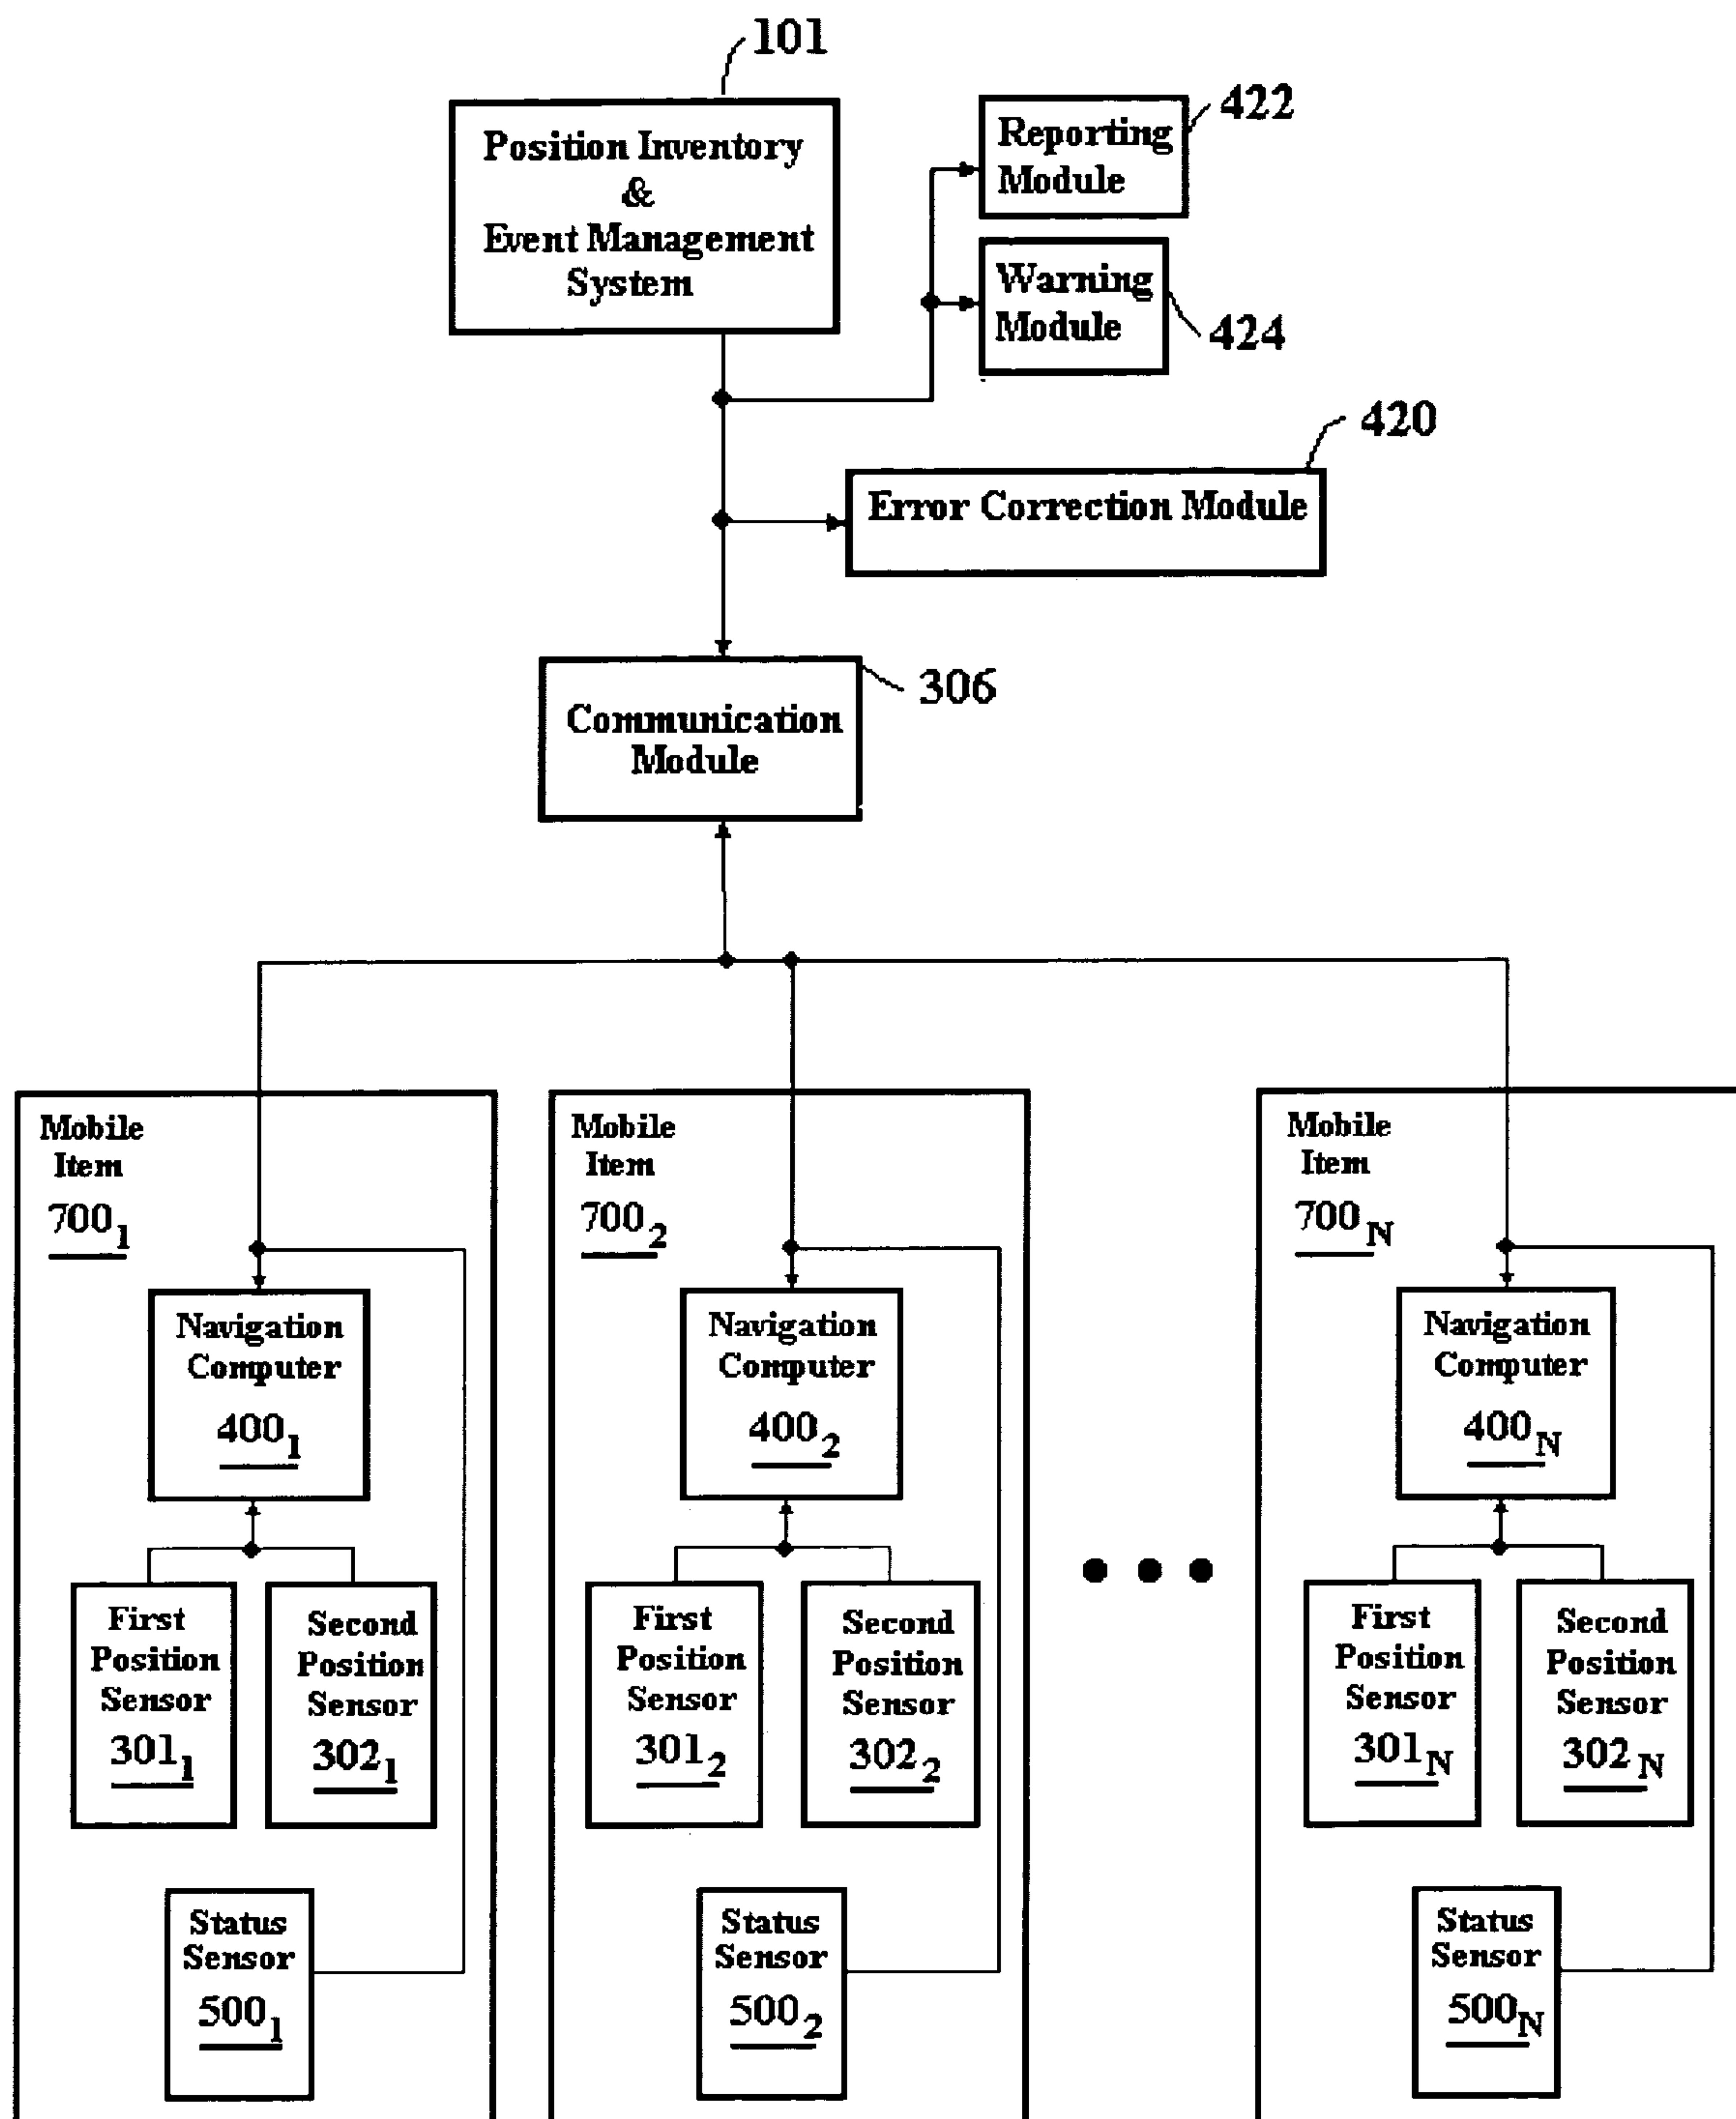 101
Position Inventory
&
Event Management
System
Reporting
Module
422
Warning
Module
424
420
Error Correction Module
306
Communication
Module
Mobile
Item
700₁
Navigation
Computer
400₁
First
Position
Sensor
301₁
Second
Position
Sensor
302₁
Status
Sensor
500₁
Mobile
Item
700₂
Navigation
Computer
400₂
First
Position
Sensor
301₂
Second
Position
Sensor
302₂
Status
Sensor
500₂
Mobile
Item
700N
Navigation
Computer
400N
First
Position
Sensor
301N
Second
Position
Sensor
302N
Status
Sensor
500N